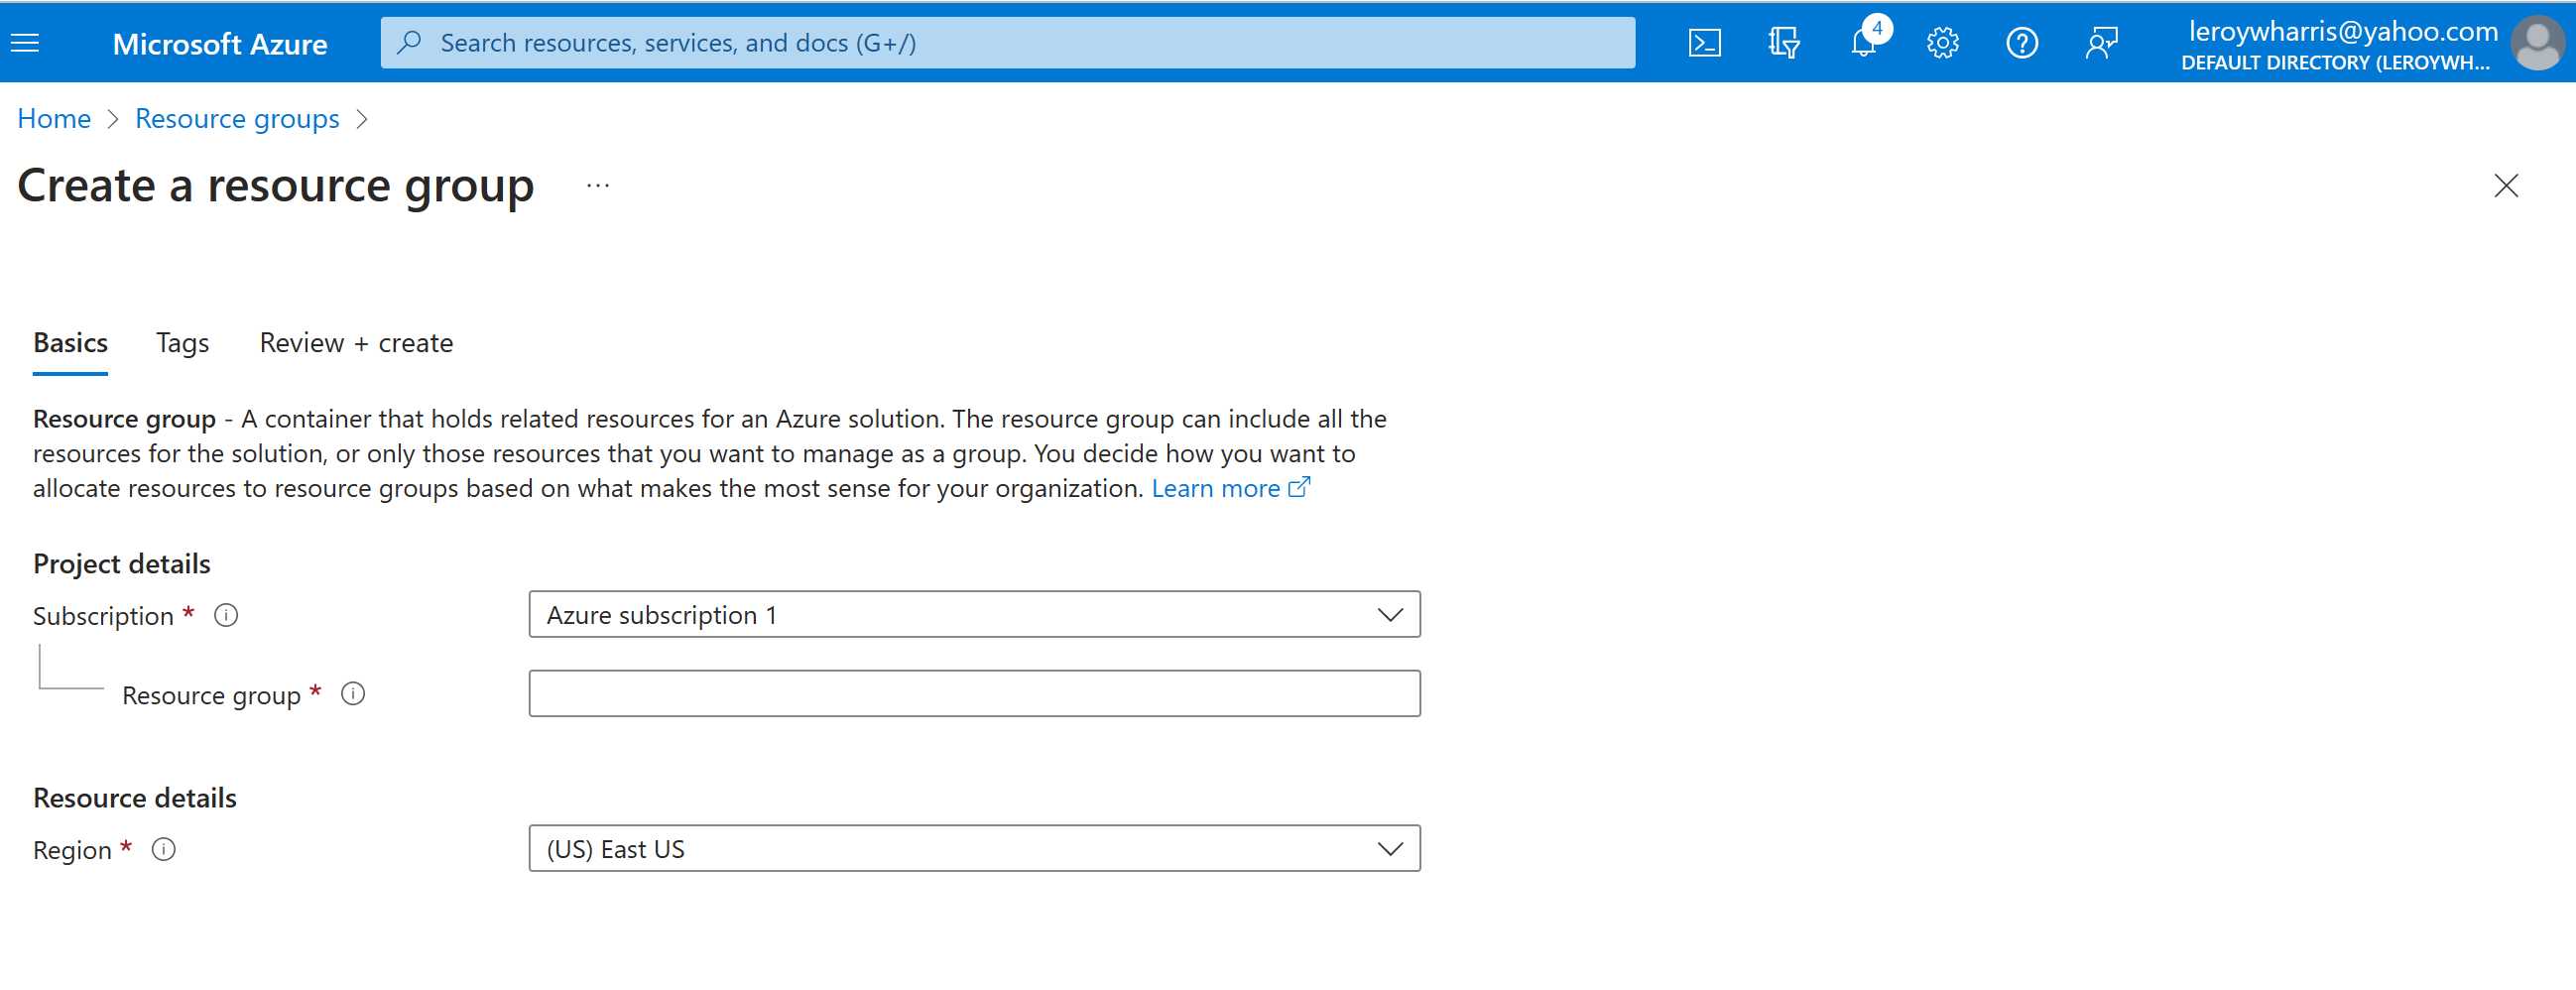 Microsoft Azure
Search resources, services, and docs (G+/)
4
leroywharris@yahoo.com
DEFAULT DIRECTORY (LEROYWH...
Home > Resource groups >
Create a resource group ...
Basics Tags Review + create
Resource group - A container that holds related resources for an Azure solution. The resource group can include all the
resources for the solution, or only those resources that you want to manage as a group. You decide how you want to
allocate resources to resource groups based on what makes the most sense for your organization. Learn more
Project details
Subscription * Azure subscription 1
Resource group *
Resource details
Region * (US) East US